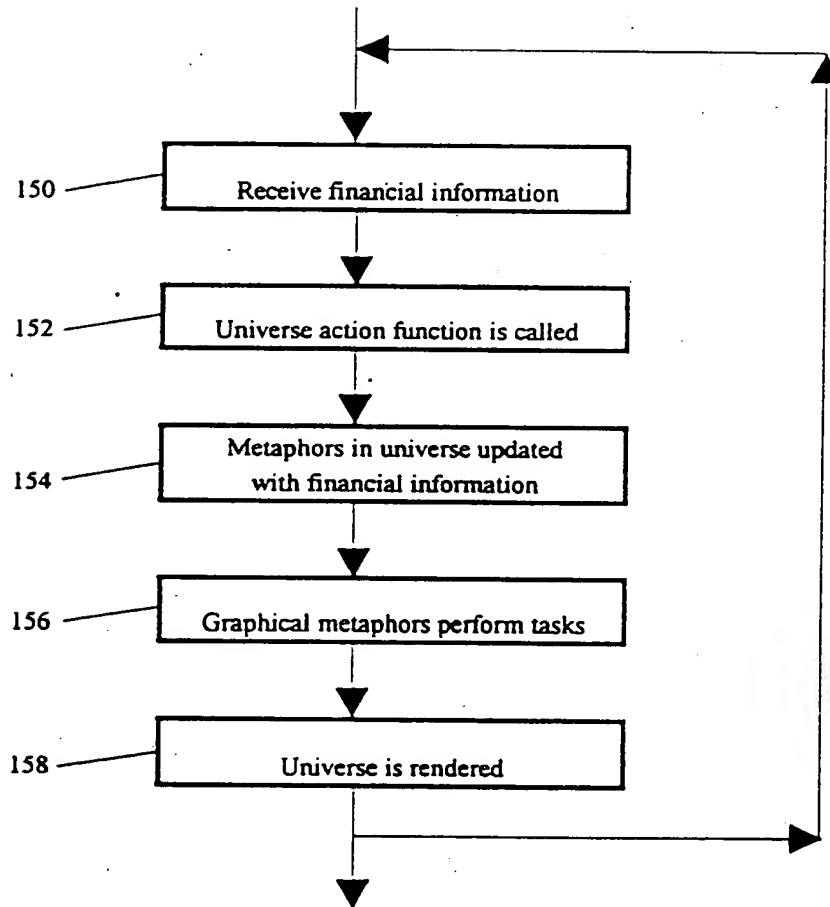 150
Receive financial information
152
Universe action function is called
154
Metaphors in universe updated
with financial information
156
Graphical metaphors perform tasks
158
Universe is rendered